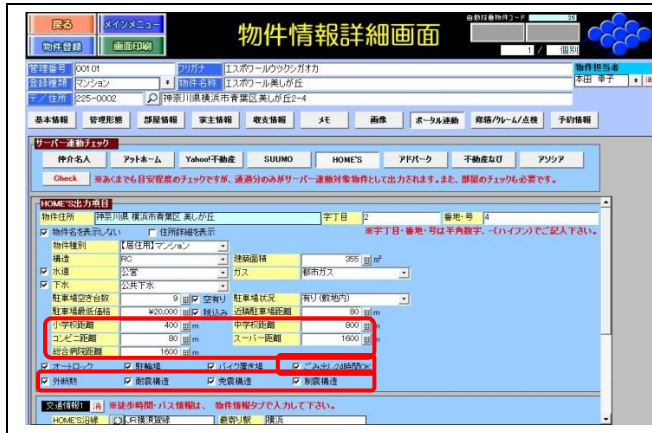 戻る メインメニュー 物件情報詳細画面 自動採番物件コード 26
物件登録 画面印刷 1 / 個別
管理番号 00101 フリガナ エスポワールウツクシガオカ 物件担当者
登録種類 マンション 物件名称 エスポワール美しが丘 本田 幸子
〒/住所 225-0002 神奈川県横浜市青葉区美しが丘2-4
基本情報 管理形態 部屋情報 家主情報 収支情報 メモ 画像 ポータル連動 修繕/クレーム/点検 予約情報
サーバー連動チェック
仲介名人 アットホーム Yahoo!不動産 SUUMO HOME'S アドパーク 不動産なび アソシア
Check ※あくまでも目安程度のチェックですが、通過分のみがサーバー連動対象物件として出力されます。また、部屋のチェックも必要です。
HOME'S出力項目
物件住所 神奈川県 横浜市青葉区 美しが丘 字丁目 2 番地・号 4
物件名を表示しない 住所詳細を表示 ※字丁目・番地・号は半角数字、-(ハイフン)でご記入下さい。
物件種別 【居住用】マンション
構造 RC 建築面積 355 ㎡
水道 公営 ガス 都市ガス
下水 公共下水
駐車場空き台数 9 空有り 駐車場状況 有り(敷地内)
駐車場最低価格 ¥20,000 税込み 近隣駐車場距離 80 m
小学校距離 400 m 中学校距離 800 m
コンビニ距離 80 m スーパー距離 1600 m
総合病院距離 1600 m
オートロック 駐輪場 バイク置き場 ごみ出し24時間OK
外断熱 耐震構造 免震構造 制震構造
交通情報1 消 ※徒歩時間・バス情報は、物件情報タブで入力して下さい。
HOME'S沿線 JR横須賀線 最寄り駅 横浜